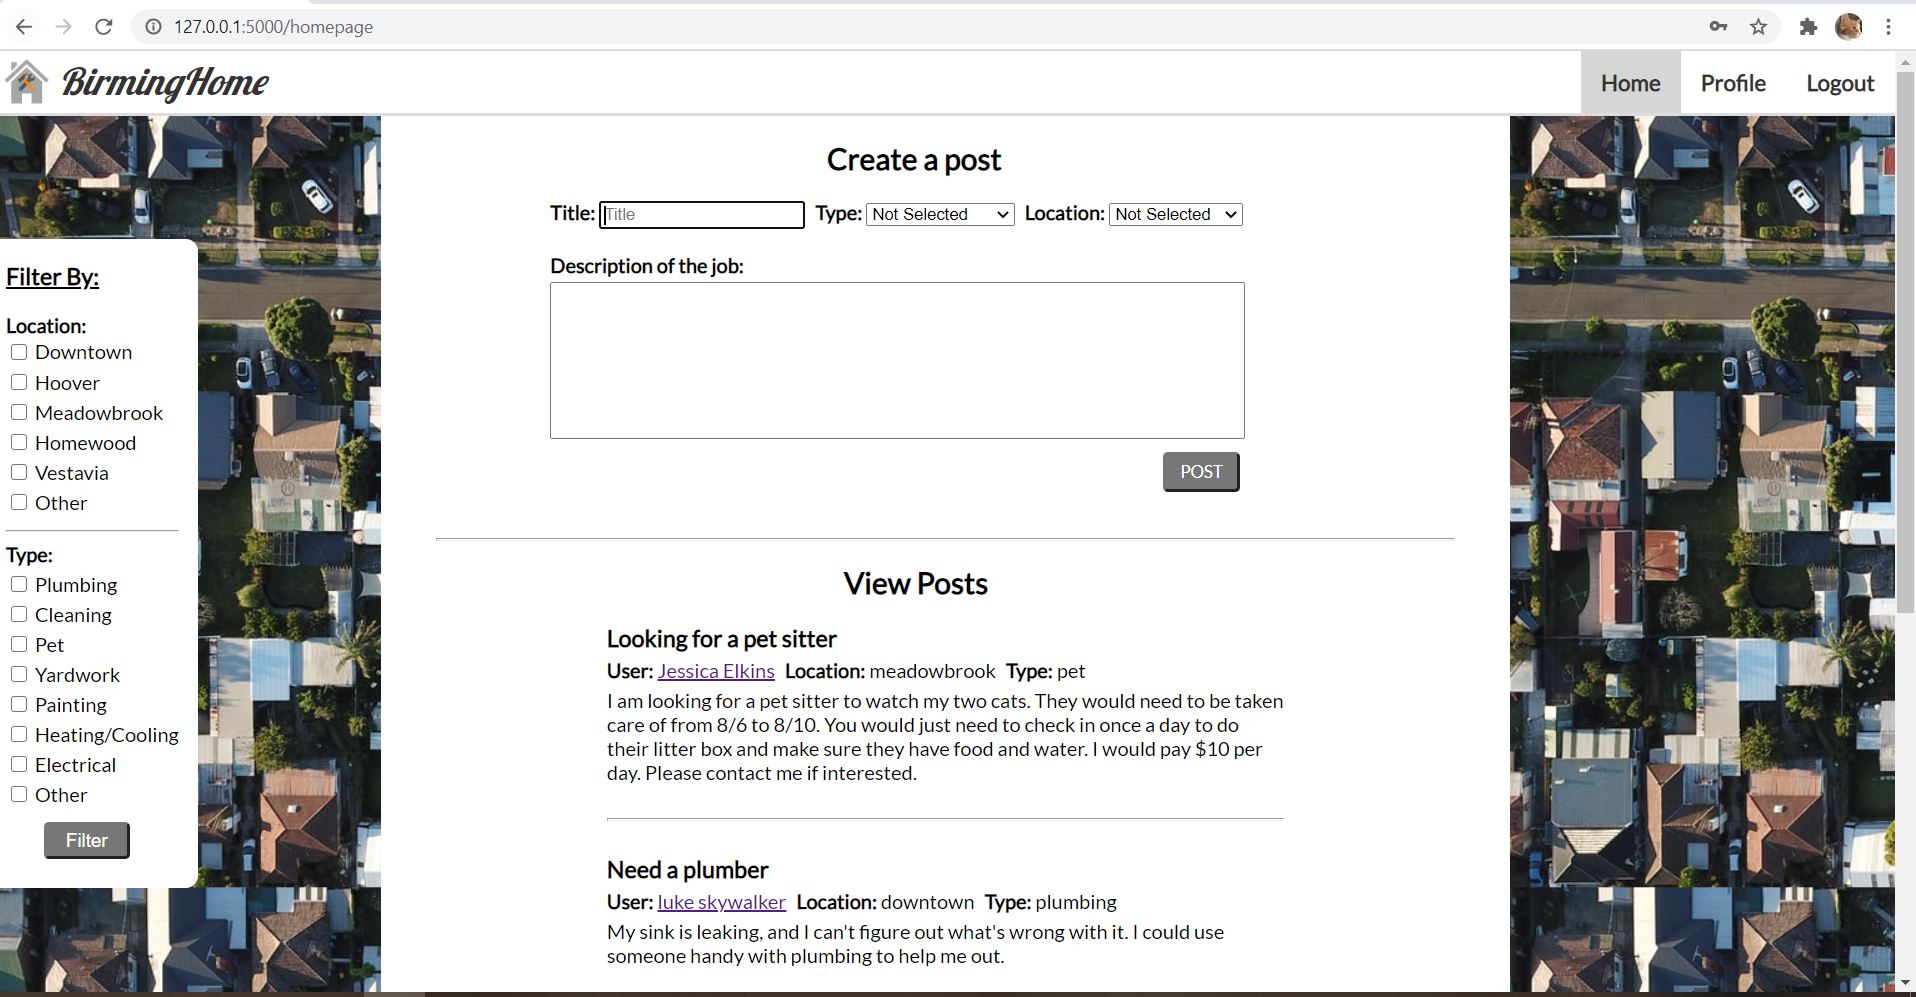 127.0.0.1:5000/homepage
BirmingHome
Home Profile Logout
Create a post
Title: Title Type: Not Selected Location: Not Selected
Description of the job:
POST
Filter By:
Location:
Downtown
Hoover
Meadowbrook
Homewood
Vestavia
Other
Type:
Plumbing
Cleaning
Pet
Yardwork
Painting
Heating/Cooling
Electrical
Other
Filter
View Posts
Looking for a pet sitter
User: Jessica Elkins Location: meadowbrook Type: pet
I am looking for a pet sitter to watch my two cats. They would need to be taken
care of from 8/6 to 8/10. You would just need to check in once a day to do
their litter box and make sure they have food and water. I would pay $10 per
day. Please contact me if interested.
Need a plumber
User: luke skywalker Location: downtown Type: plumbing
My sink is leaking, and I can't figure out what's wrong with it. I could use
someone handy with plumbing to help me out.